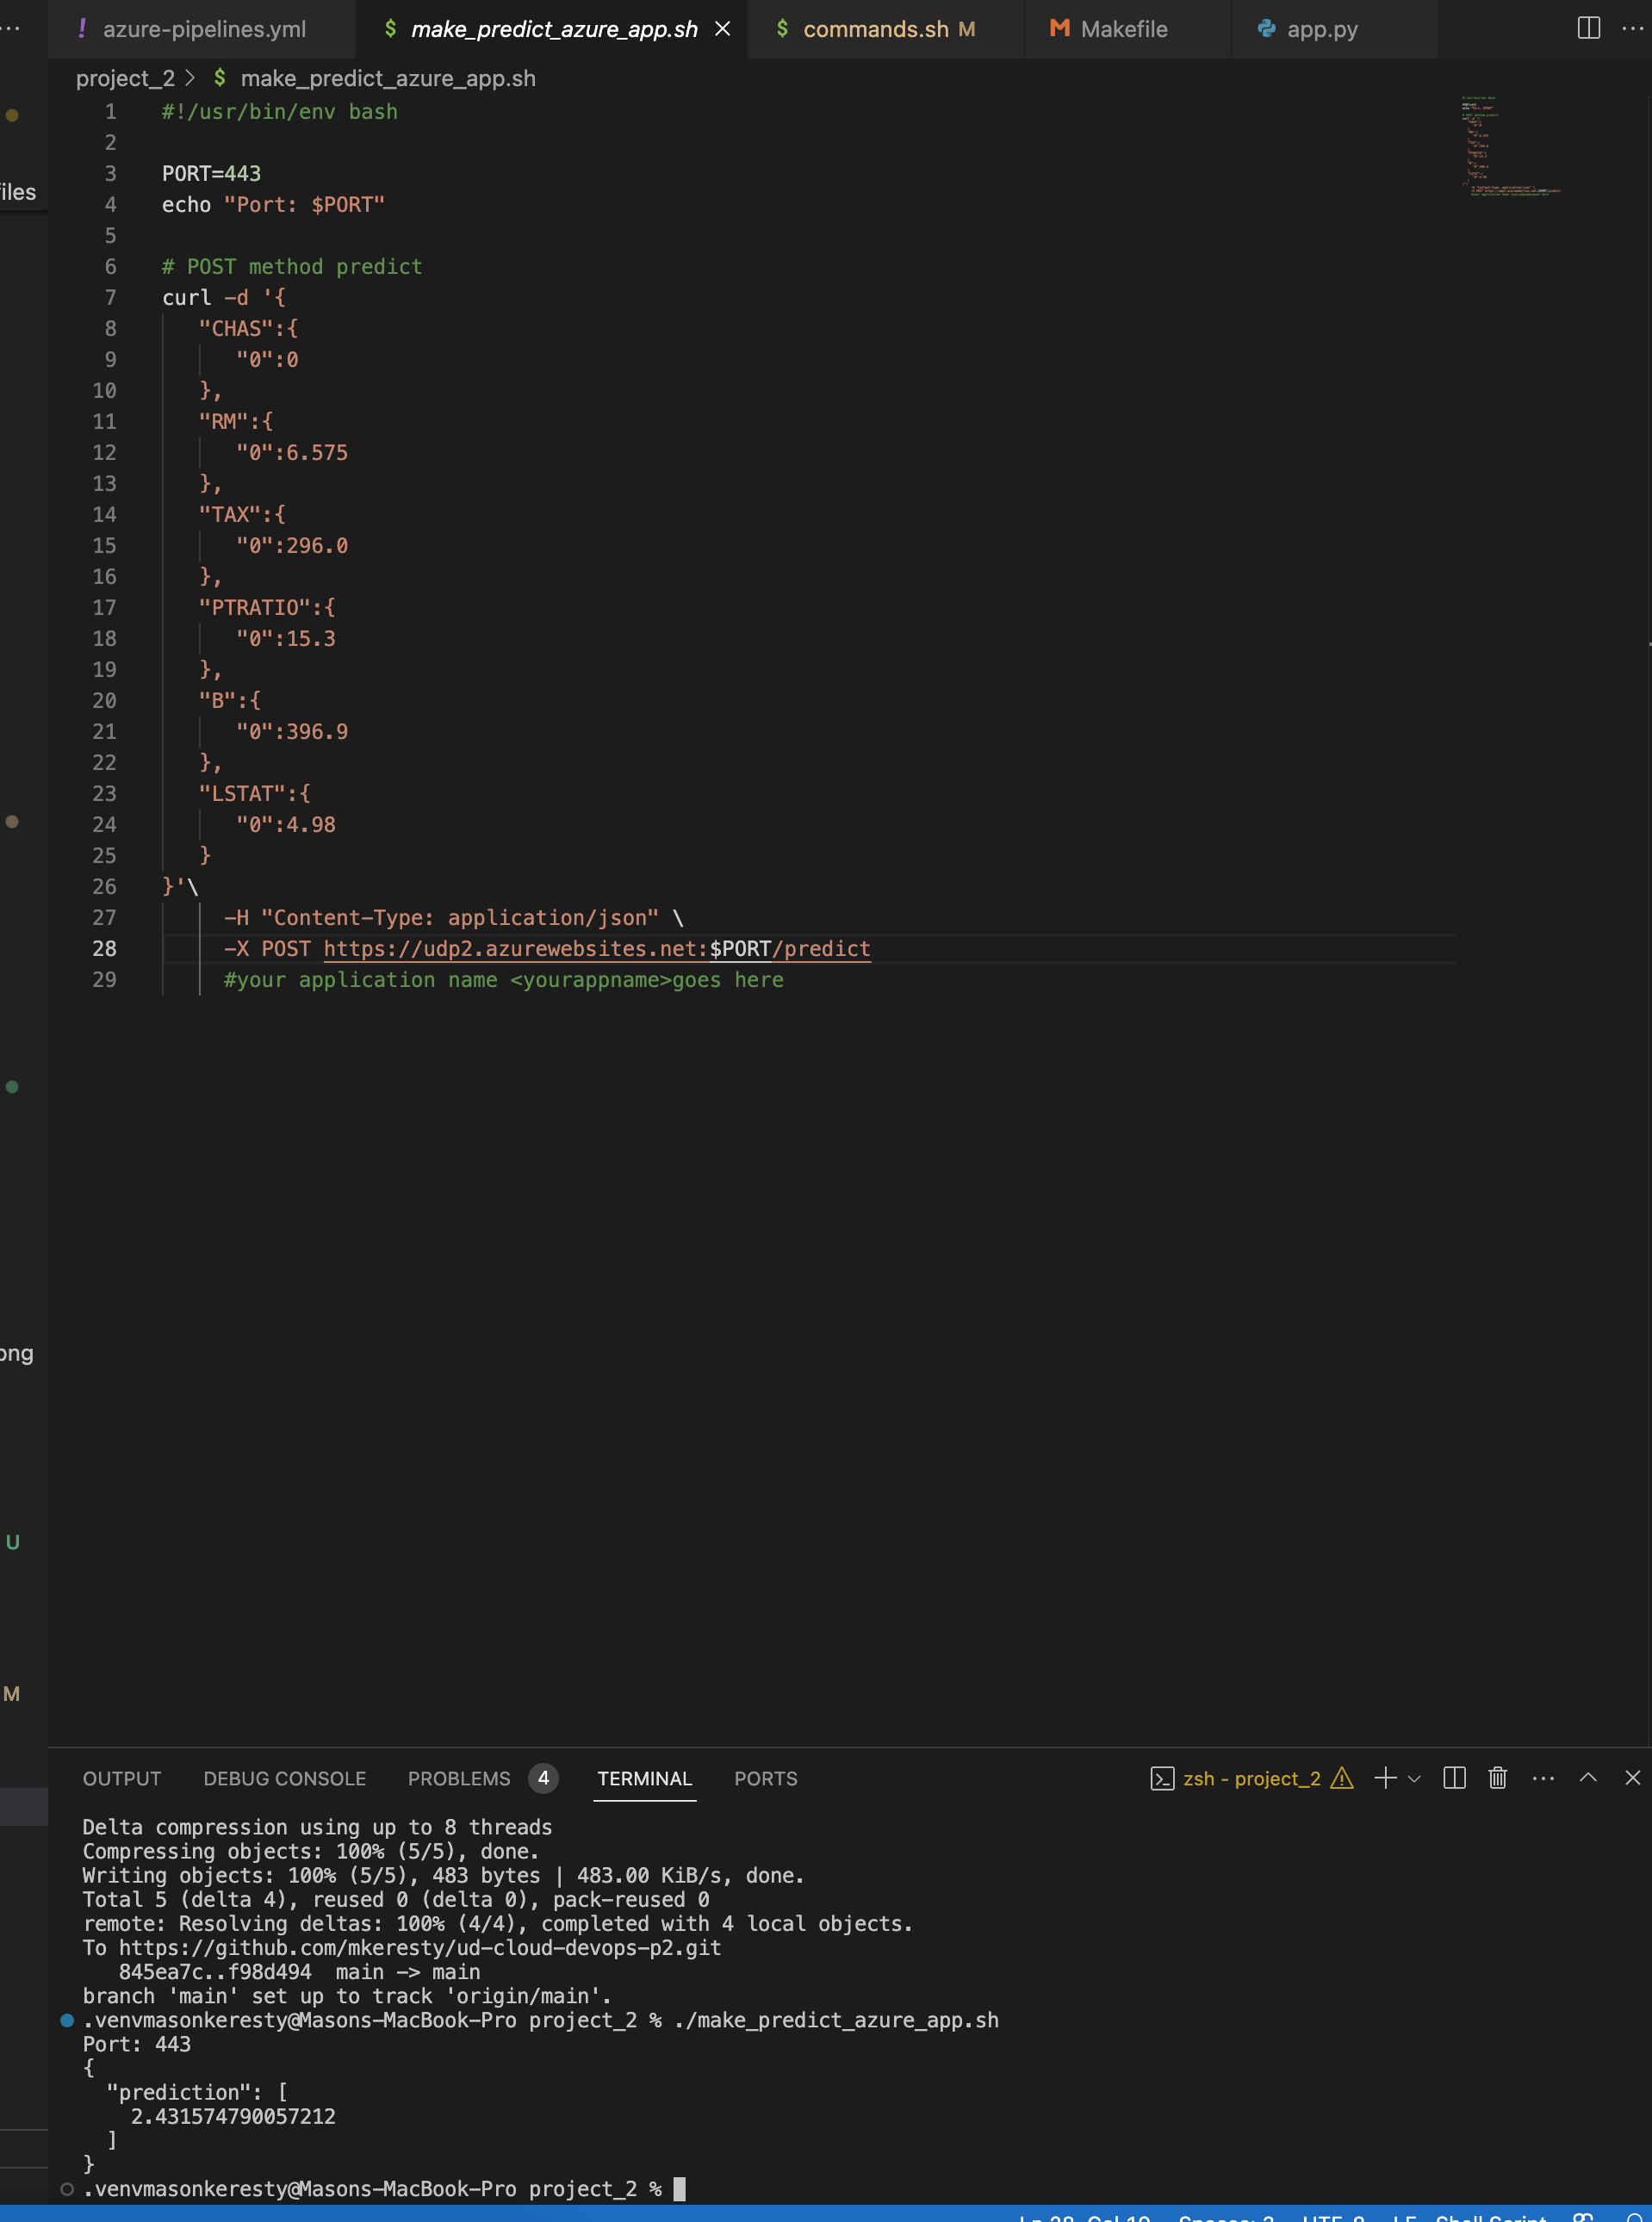 azure-pipelines.yml make_predict_azure_app.sh commands.sh M Makefile app.py
project_2 > $ make_predict_azure_app.sh
1 #!/usr/bin/env bash
2
3 PORT=443
4 echo "Port: $PORT"
5
6 # POST method predict
7 curl -d '{
8 "CHAS":{
9 "0":0
10 },
11 "RM":{
12 "0":6.575
13 },
14 "TAX":{
15 "0":296.0
16 },
17 "PTRATIO":{
18 "0":15.3
19 },
20 "B":{
21 "0":396.9
22 },
23 "LSTAT":{
24 "0":4.98
25 }
26 }'\
27 -H "Content-Type: application/json" \
28 -X POST https://udp2.azurewebsites.net:$PORT/predict
29 #your application name <yourappname>goes here
iles
png
U
M
OUTPUT DEBUG CONSOLE PROBLEMS 4 TERMINAL PORTS zsh - project_2
Delta compression using up to 8 threads
Compressing objects: 100% (5/5), done.
Writing objects: 100% (5/5), 483 bytes | 483.00 KiB/s, done.
Total 5 (delta 4), reused 0 (delta 0), pack-reused 0
remote: Resolving deltas: 100% (4/4), completed with 4 local objects.
To https://github.com/mkeresty/ud-cloud-devops-p2.git
845ea7c..f98d494 main -> main
branch 'main' set up to track 'origin/main'.
.venvmasonkeresty@Masons-MacBook-Pro project_2 % ./make_predict_azure_app.sh
Port: 443
{
"prediction": [
2.431574790057212
]
}
.venvmasonkeresty@Masons-MacBook-Pro project_2 %